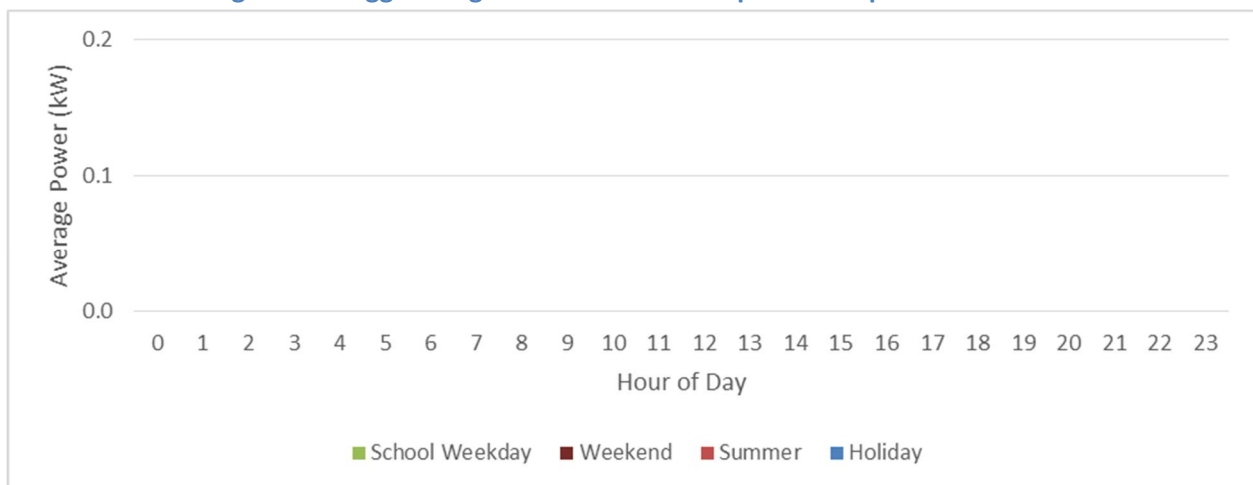 0.2
0.1
0.0
Average Power (kW)
0 1 2 3 4 5 6 7 8 9 10 11 12 13 14 15 16 17 18 19 20 21 22 23
Hour of Day
School Weekday Weekend Summer Holiday